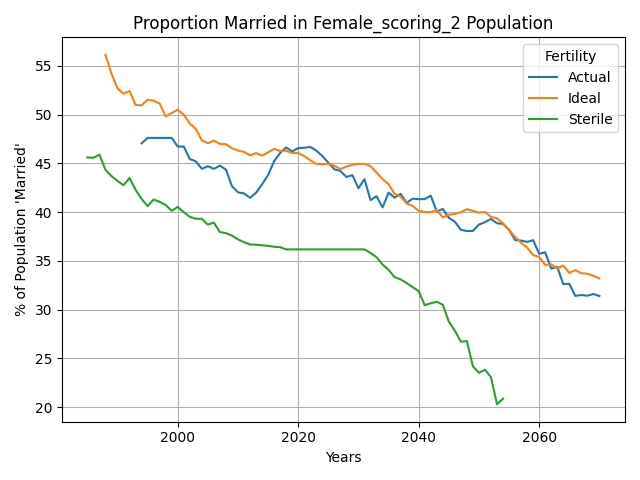 Proportion Married in Female_scoring_2 Population
% of Population 'Married'
55
50
45
40
35
30
25
20
Fertility
Actual
Ideal
Sterile
2000
2020
2040
2060
Years